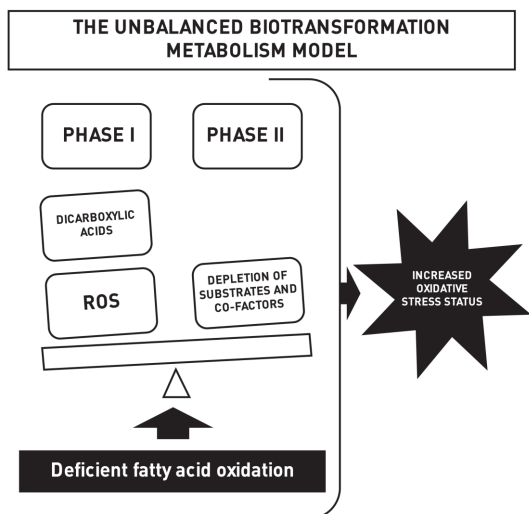 THE UNBALANCED BIOTRANSFORMATION
METABOLISM MODEL
PHASE I
PHASE II
DICARBOXYLIC
ACIDS
ROS
DEPLETION OF
SUBSTRATES AND
CO-FACTORS
INCREASED
OXIDATIVE
STRESS STATUS
Deficient fatty acid oxidation